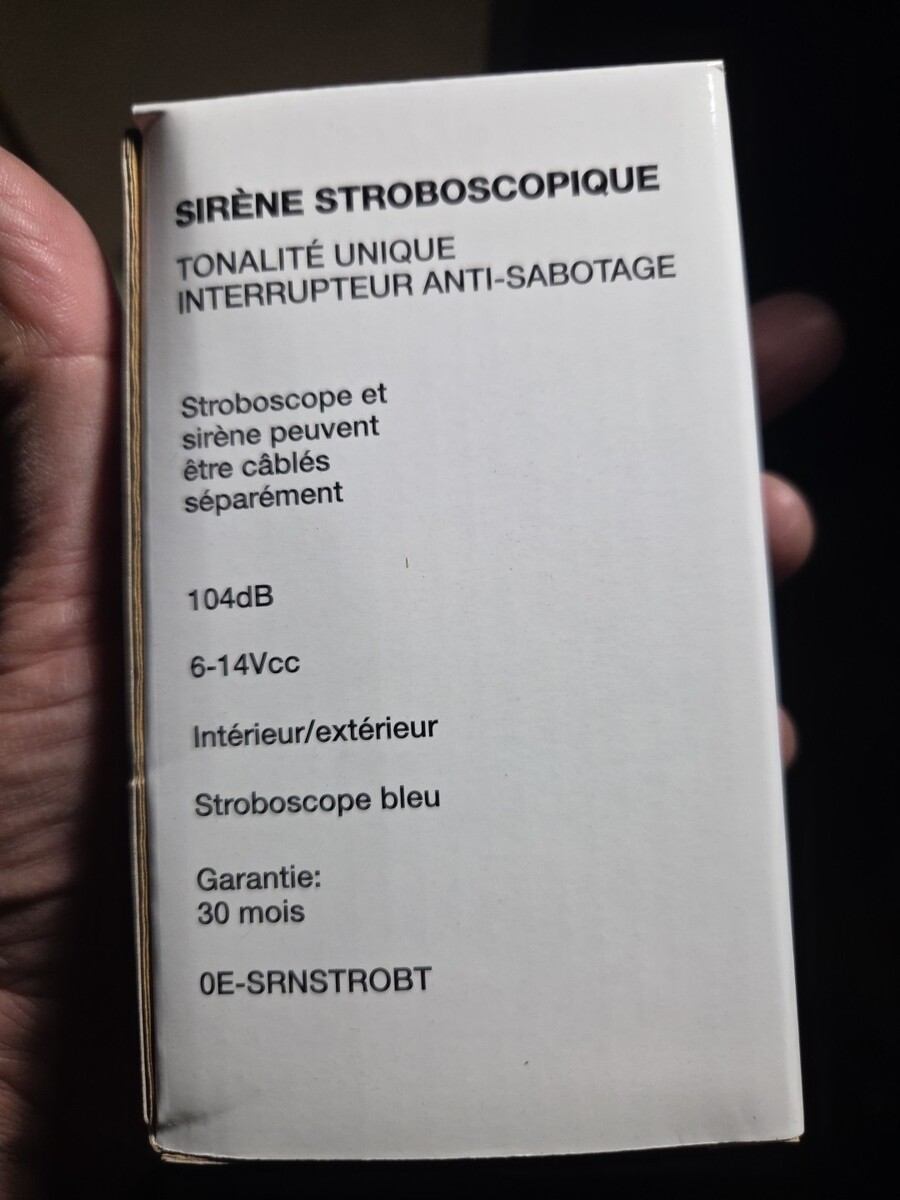 SIRÈNE STROBOSCOPIQUE
TONALITÉ UNIQUE
INTERRUPTEUR ANTI-SABOTAGE
Stroboscope et
sirène peuvent
être câblés
séparément
104dB
6-14Vcc
Intérieur/extérieur
Stroboscope bleu
Garantie:
30 mois
0E-SRNSTROBT